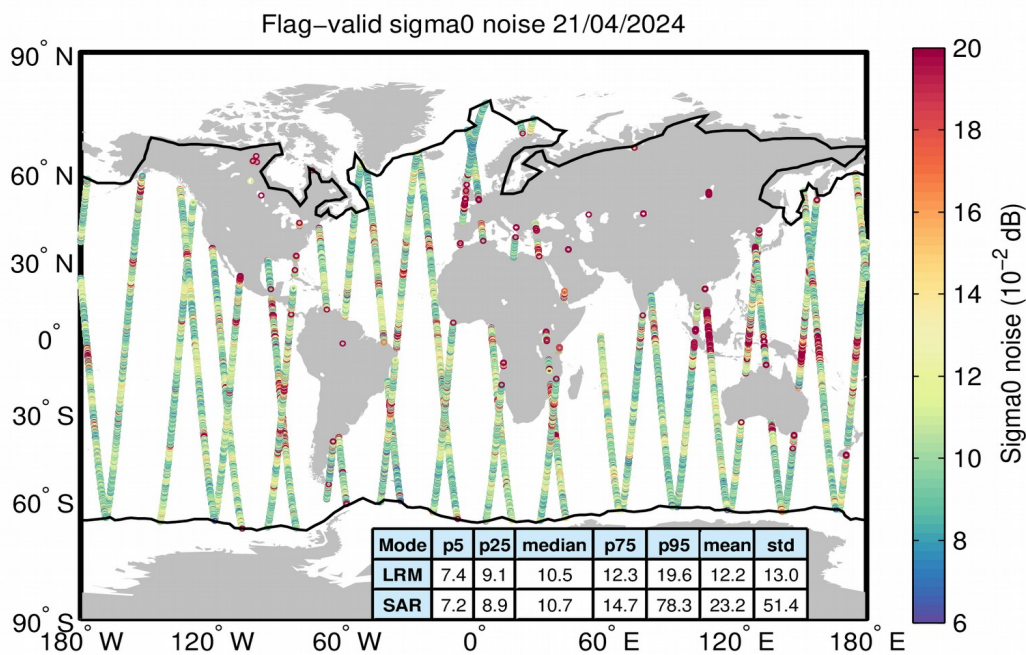 Flag−valid sigma0 noise 21/04/2024
90° N
60° N
30° N
0°
30° S
60° S
90° S
180° W 120° W 60° W 0° 60° E 120° E 180° E
Mode p5 p25 median p75 p95 mean std
LRM 7.4 9.1 10.5 12.3 19.6 12.2 13.0
SAR 7.2 8.9 10.7 14.7 78.3 23.2 51.4
20
18
16
14
12
10
8
6
Sigma0 noise (10⁻² dB)